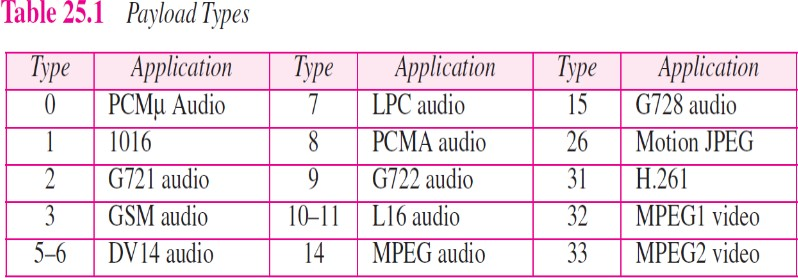 Table 25.1 Payload Types
Type Application Type Application Type Application
0 PCMμ Audio 7 LPC audio 15 G728 audio
1 1016 8 PCMA audio 26 Motion JPEG
2 G721 audio 9 G722 audio 31 H.261
3 GSM audio 10–11 L16 audio 32 MPEG1 video
5–6 DV14 audio 14 MPEG audio 33 MPEG2 video